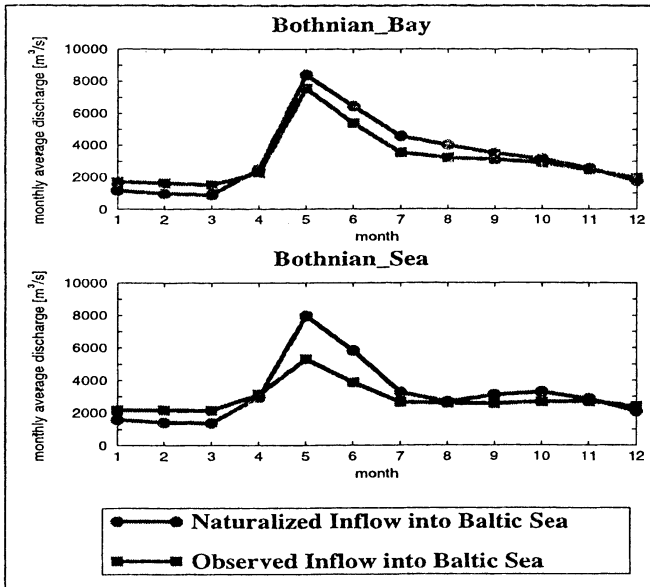 Bothnian_Bay
monthly average discharge [m³/s]
10000
8000
6000
4000
2000
0
1 2 3 4 5 6 7 8 9 10 11 12
month
Bothnian_Sea
monthly average discharge [m³/s]
10000
8000
6000
4000
2000
0
1 2 3 4 5 6 7 8 9 10 11 12
month
Naturalized Inflow into Baltic Sea
Observed Inflow into Baltic Sea